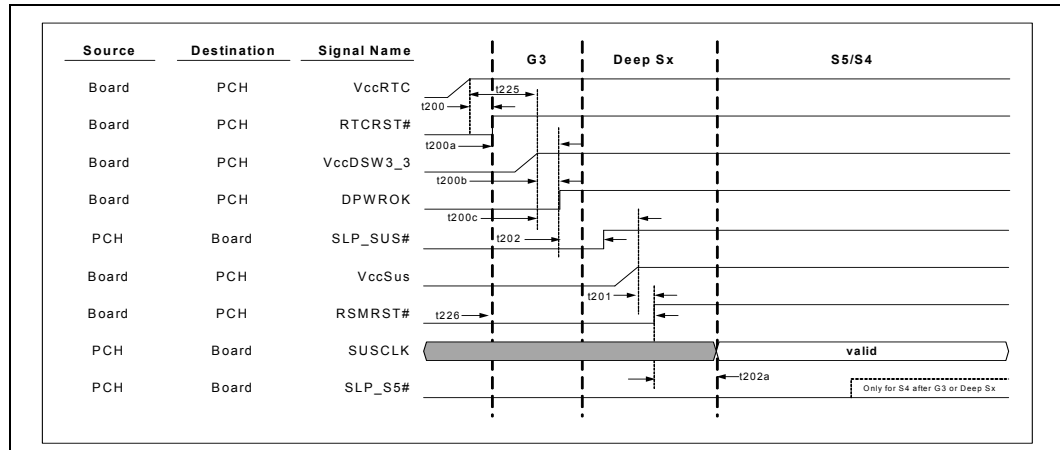 Source Destination Signal Name G3 Deep Sx S5/S4
Board PCH VccRTC
t225
t200
Board PCH RTCRST#
t200a
Board PCH VccDSW3_3
t200b
Board PCH DPWROK
t200c
PCH Board SLP_SUS# t202
Board PCH VccSus
t201
Board PCH RSMRST# t226
PCH Board SUSCLK valid
t202a
PCH Board SLP_S5# Only for S4 after G3 or Deep Sx